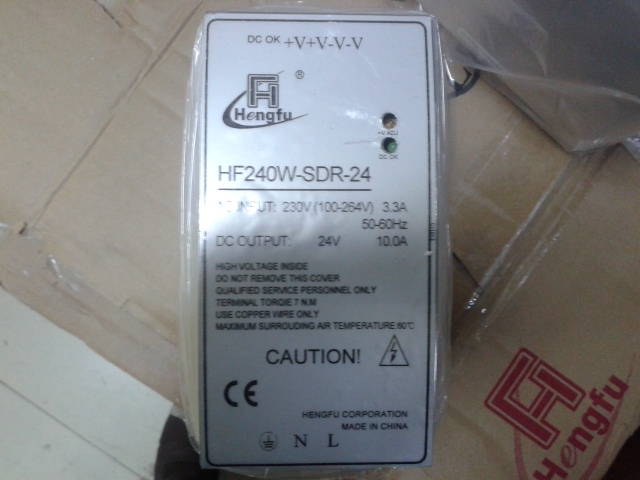 DC OK +V+V-V-V
®
Hengfu
+V ADJ
DC OK
HF240W-SDR-24
AC INPUT: 230V (100-264V) 3.3A
50-60Hz
DC OUTPUT: 24V 10.0A
HIGH VOLTAGE INSIDE
DO NOT REMOVE THIS COVER
QUALIFIED SERVICE PERSONNEL ONLY
TERMINAL TORQIE 7 N.M
USE COPPER WIRE ONLY
MAXIMUM SURROUDING AIR TEMPERATURE:60℃
CAUTION!
CE
HENGFU CORPORATION
MADE IN CHINA
N L
Hengfu